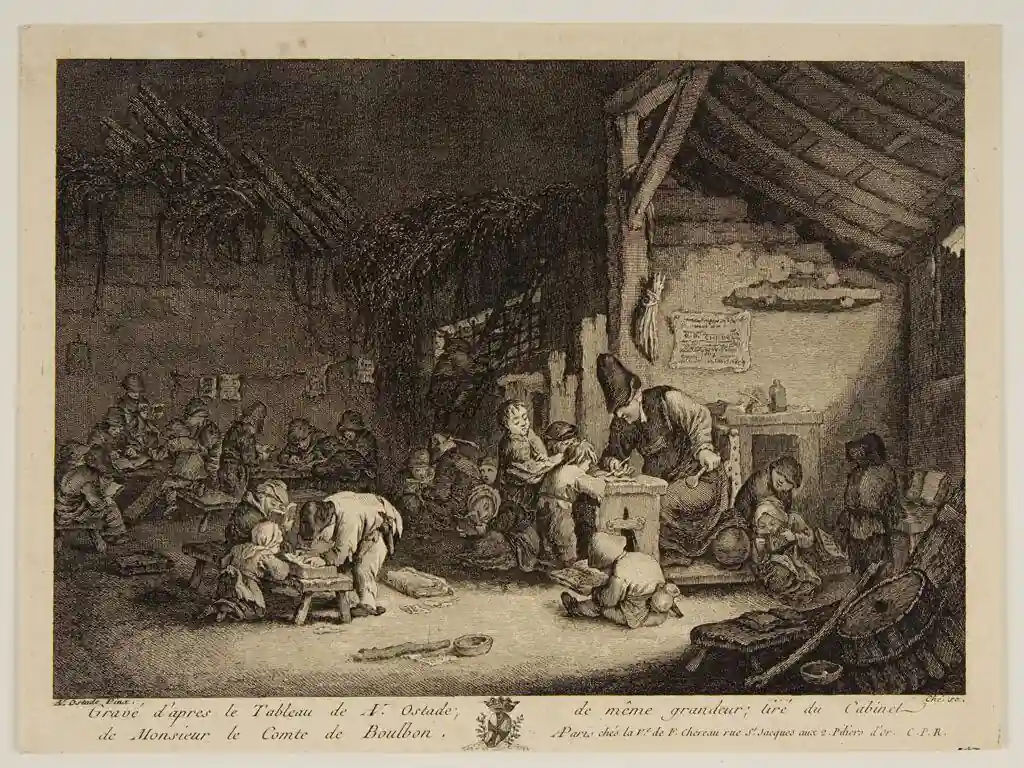 A. Ostade Pinx.
Che. sc.
Gravé d'apres le Tableau de A. Ostade; de même grandeur; tiré du Cabinet
de Monsieur le Comte de Boulbon. A Paris chés la Ve. de F. Chereau rue St. Jacques aux 2. Piliers d'or. C. P. R.